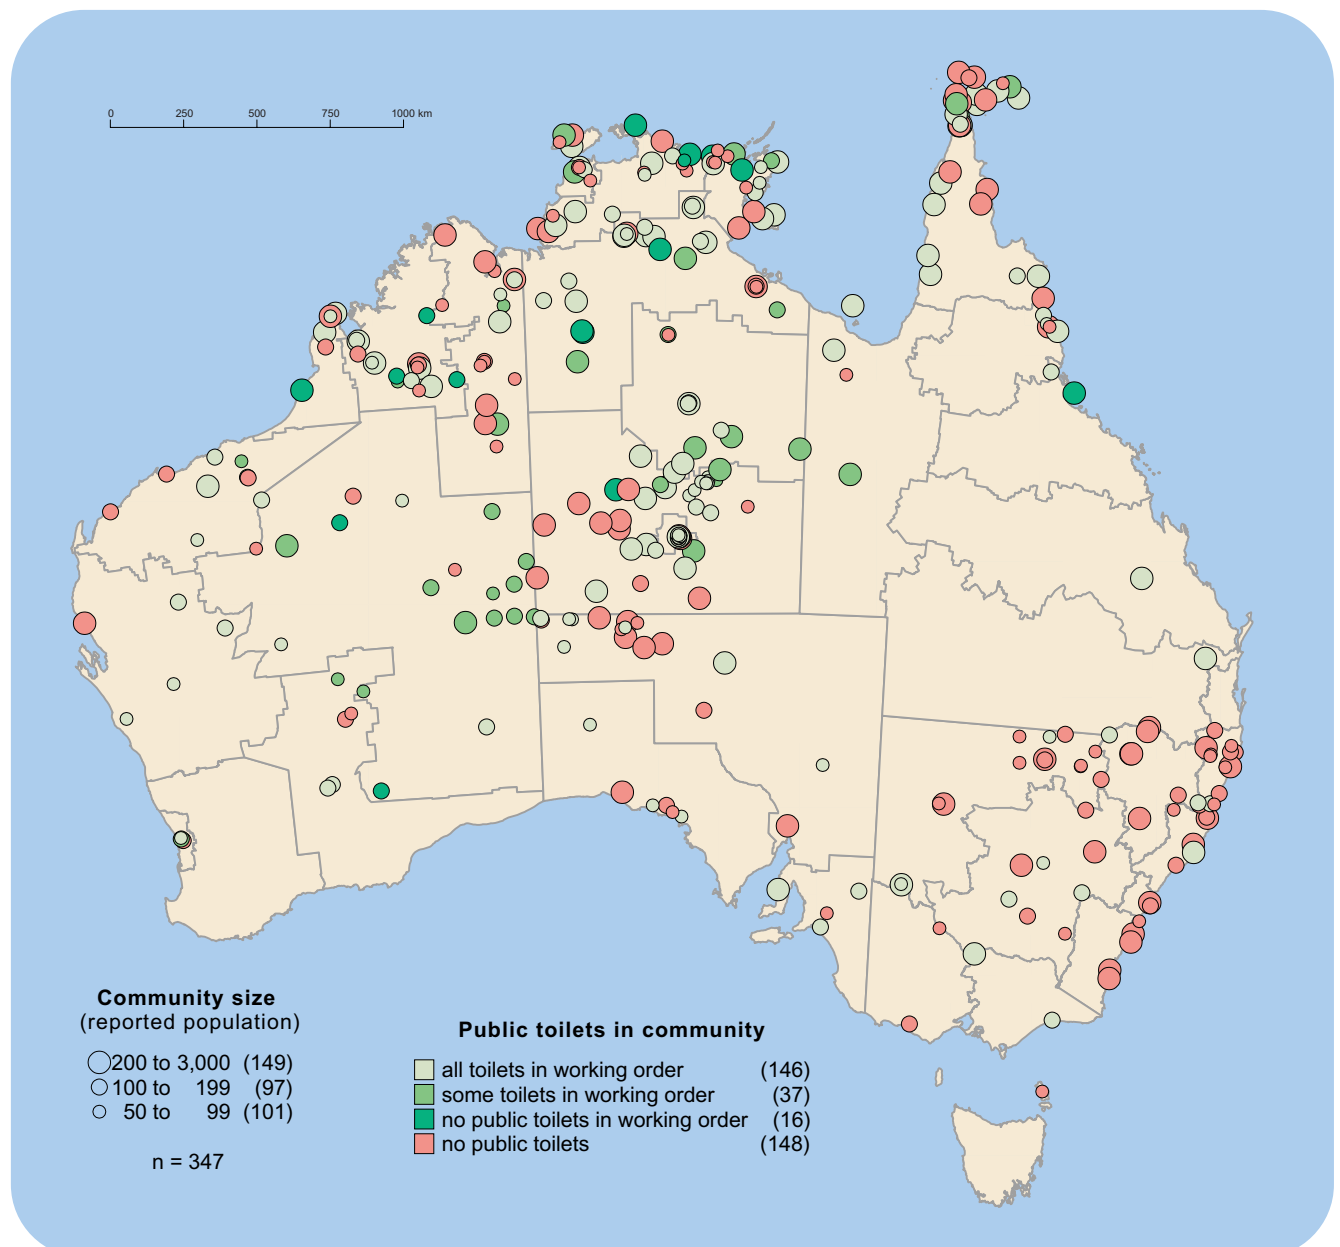 0 250 500 750 1000 km
Community size
(reported population)
200 to 3,000 (149)
100 to 199 (97)
50 to 99 (101)
n = 347
Public toilets in community
all toilets in working order (146)
some toilets in working order (37)
no public toilets in working order (16)
no public toilets (148)